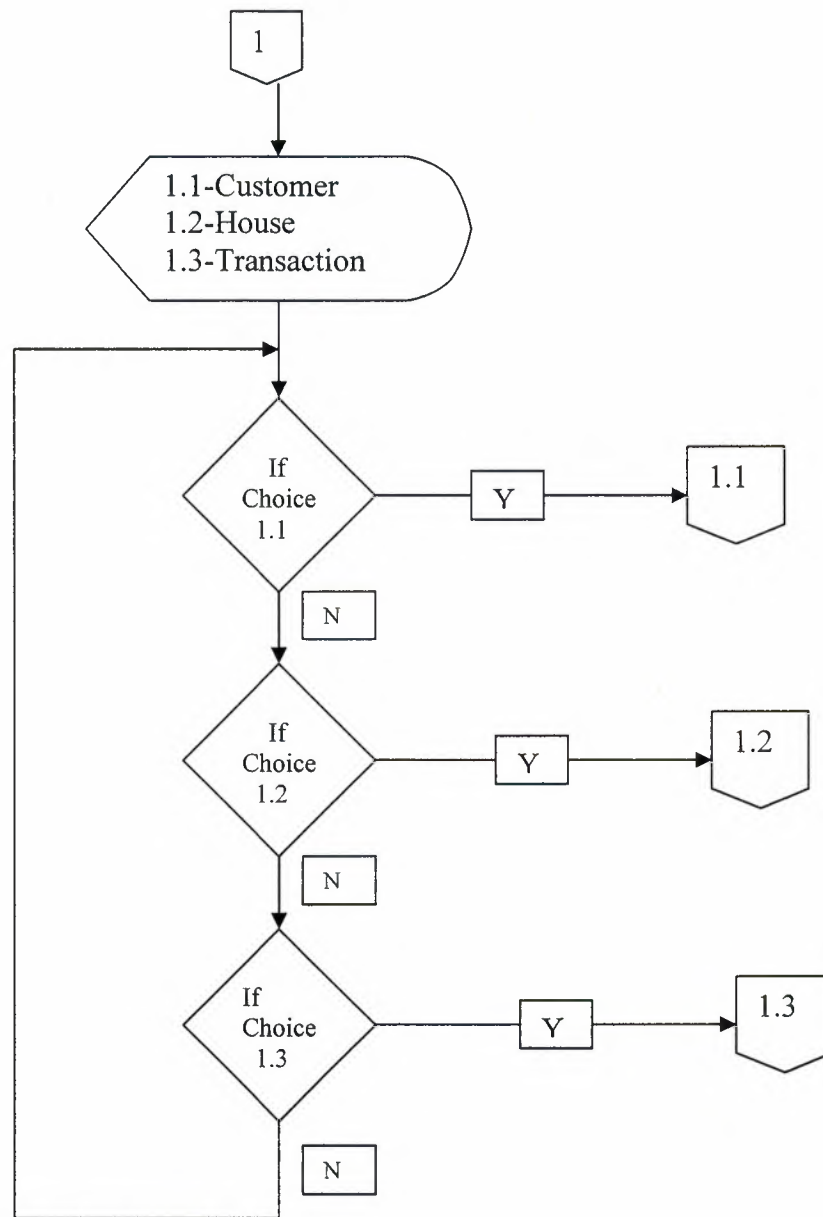 1
1.1-Customer
1.2-House
1.3-Transaction
If
Choice
1.1
Y
1.1
N
If
Choice
1.2
Y
1.2
N
If
Choice
1.3
Y
1.3
N